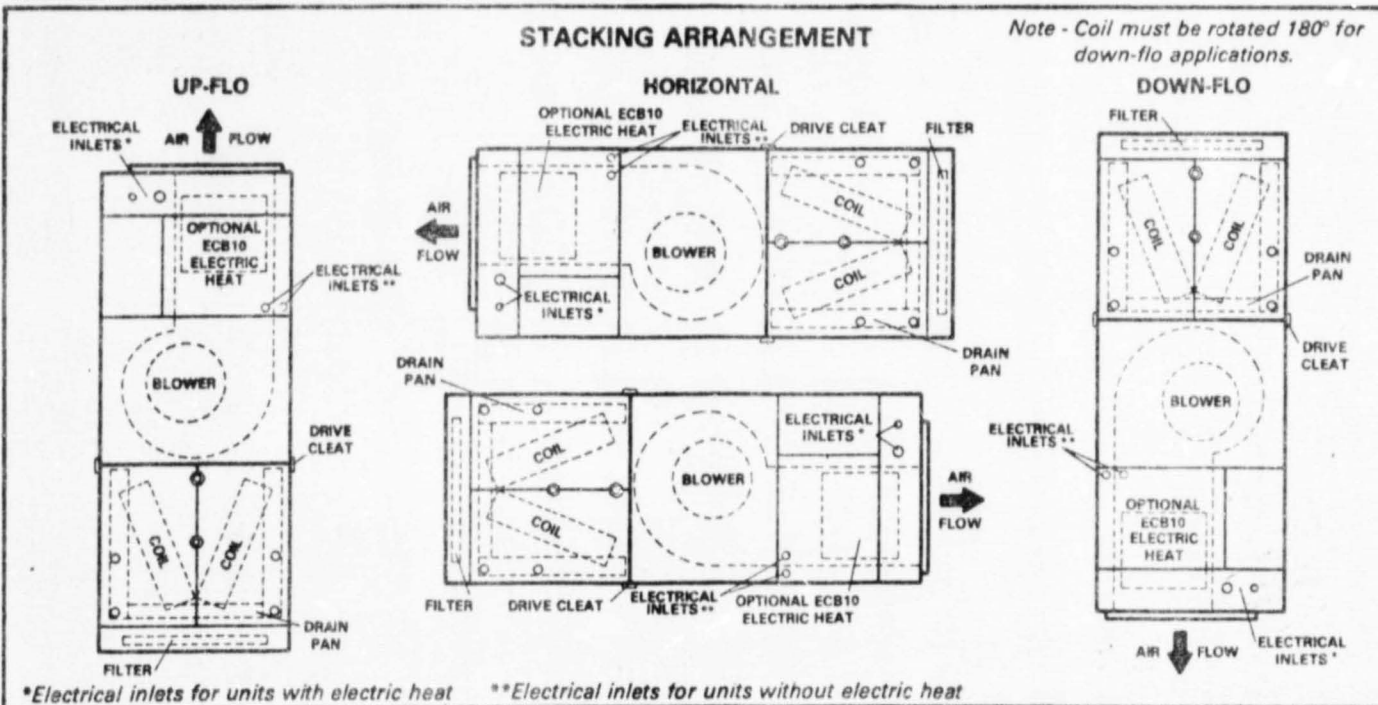 STACKING ARRANGEMENT
Note - Coil must be rotated 180° for
down-flo applications.
UP-FLO
ELECTRICAL
INLETS *
AIR FLOW
OPTIONAL
ECB10
ELECTRIC
HEAT
ELECTRICAL
INLETS **
BLOWER
DRIVE
CLEAT
COIL
COIL
DRAIN
PAN
FILTER
HORIZONTAL
OPTIONAL ECB10
ELECTRIC HEAT
ELECTRICAL
INLETS **
DRIVE CLEAT
FILTER
AIR
FLOW
BLOWER
COIL
COIL
ELECTRICAL
INLETS *
DRAIN
PAN
DRAIN
PAN
COIL
COIL
BLOWER
ELECTRICAL
INLETS *
AIR
FLOW
FILTER
DRIVE CLEAT
ELECTRICAL
INLETS **
OPTIONAL ECB10
ELECTRIC HEAT
DOWN-FLO
FILTER
COIL
COIL
DRAIN
PAN
DRIVE
CLEAT
BLOWER
ELECTRICAL
INLETS **
OPTIONAL
ECB10
ELECTRIC
HEAT
AIR FLOW
ELECTRICAL
INLETS *
*Electrical inlets for units with electric heat **Electrical inlets for units without electric heat